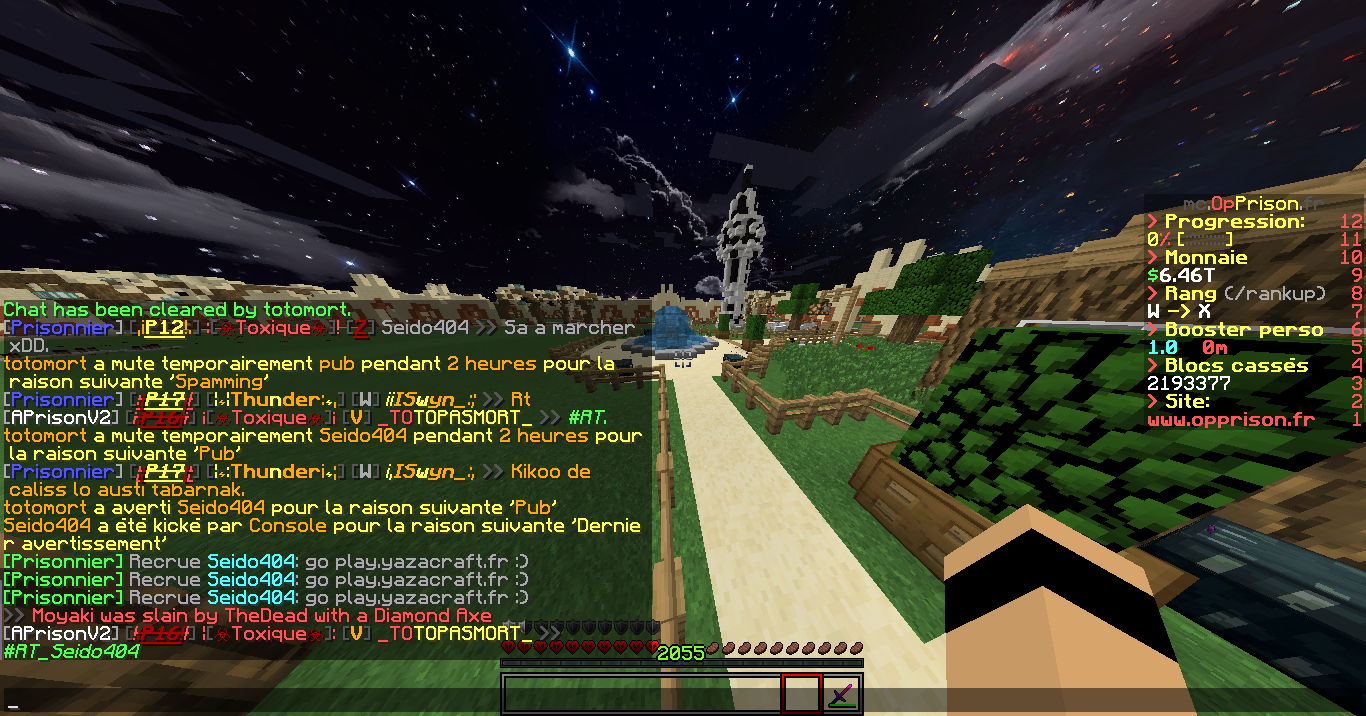 Chat has been cleared by totomort.
[Prisonnier] [¡P12!] ¦[☠Toxique☠]¦ [Z] Seido404 >> Sa a marcher
xDD.
totomort a mute temporairement pub pendant 2 heures pour la
raison suivante 'Spamming'
[Prisonnier] [P17] [Thunder] [W] iiISwyn_; >> Rt
[APrisonV2] [P16] [☠Toxique☠] [V] _TOTOPASMORT_ >> #RT.
totomort a mute temporairement Seido404 pendant 2 heures pour
la raison suivante 'Pub'
[Prisonnier] [P17] [Thunder] [W] i,ISwyn_; >> Kikoo de
caliss lo austi tabarnak.
totomort a averti Seido404 pour la raison suivante 'Pub'
Seido404 a été kické par Console pour la raison suivante 'Dernie
r avertissement'
[Prisonnier] Recrue Seido404: go play.yazacraft.fr :)
[Prisonnier] Recrue Seido404: go play.yazacraft.fr :)
[Prisonnier] Recrue Seido404: go play.yazacraft.fr :)
>> Moyaki was slain by TheDead with a Diamond Axe
[APrisonV2] [P16] [☠Toxique☠] [V] _TOTOPASMORT_ >>
#RT_Seido404
_
2055
mc.OpPrison.fr
> Progression: 12
0% [......] 11
> Monnaie 10
$6.46T 9
> Rang (/rankup) 8
W -> X 7
> Booster perso 6
1.0 0m 5
> Blocs cassés 4
2193377 3
> Site: 2
www.opprison.fr 1